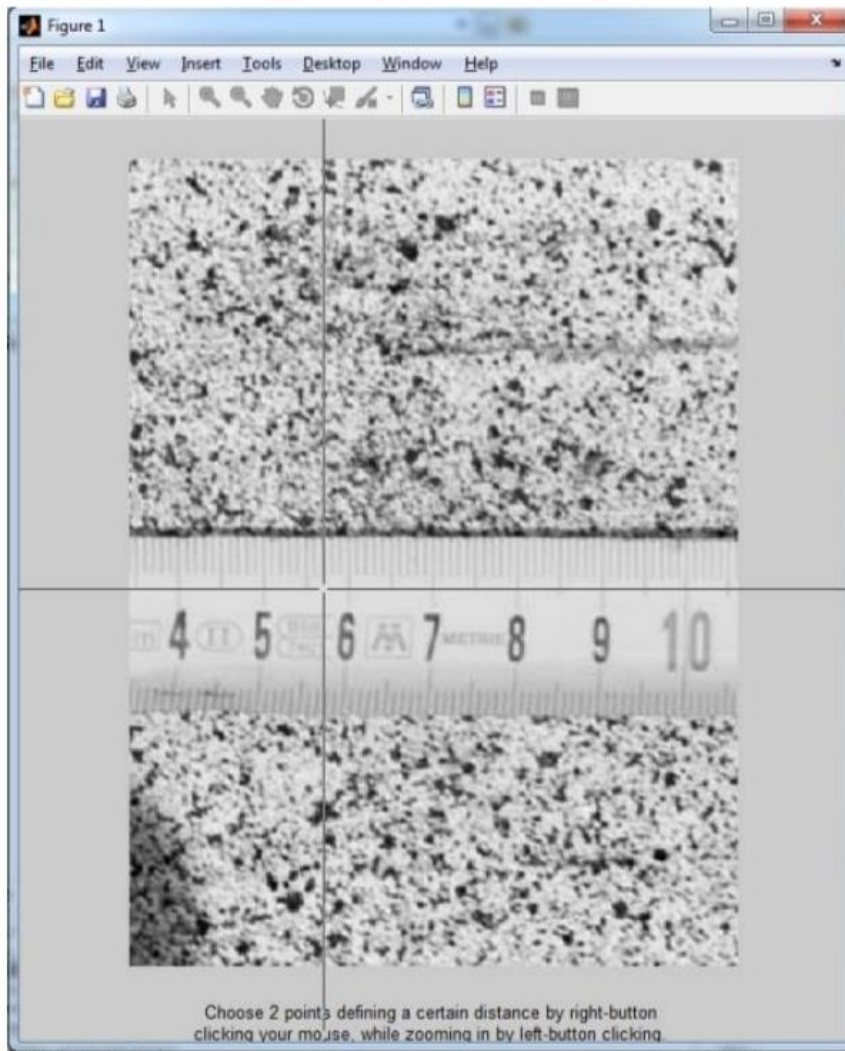 Figure 1
File Edit View Insert Tools Desktop Window Help
m 4 II 5 6 M 7 METRIC 8 9 10
Choose 2 points defining a certain distance by right-button
clicking your mouse, while zooming in by left-button clicking.